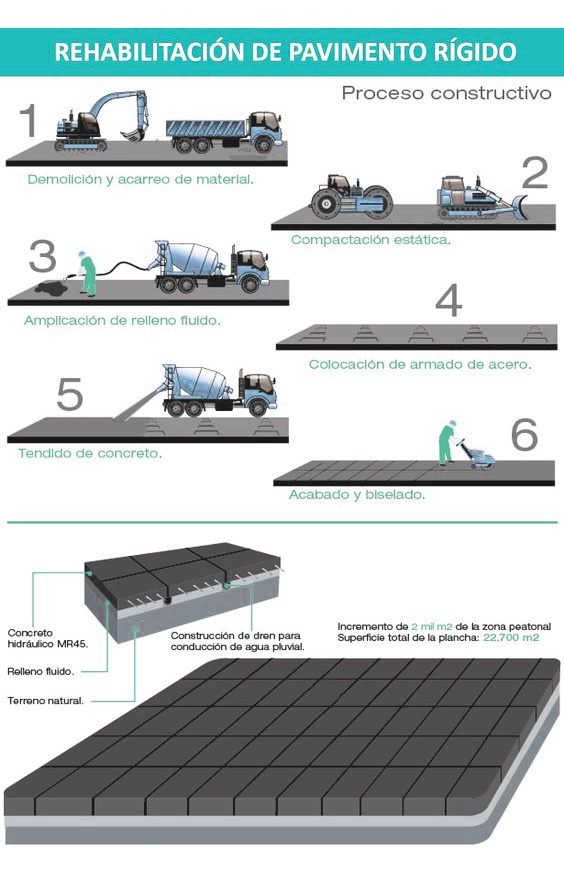 REHABILITACIÓN DE PAVIMENTO RÍGIDO
Proceso constructivo
1
Demolición y acarreo de material.
2
Compactación estática.
3
Amplicación de relleno fluido.
4
Colocación de armado de acero.
5
Tendido de concreto.
6
Acabado y biselado.
Concreto
hidráulico MR45.
Relleno fluido.
Terreno natural.
Construcción de dren para
conducción de agua pluvial.
Incremento de 2 mil m2 de la zona peatonal
Superficie total de la plancha: 22,700 m2